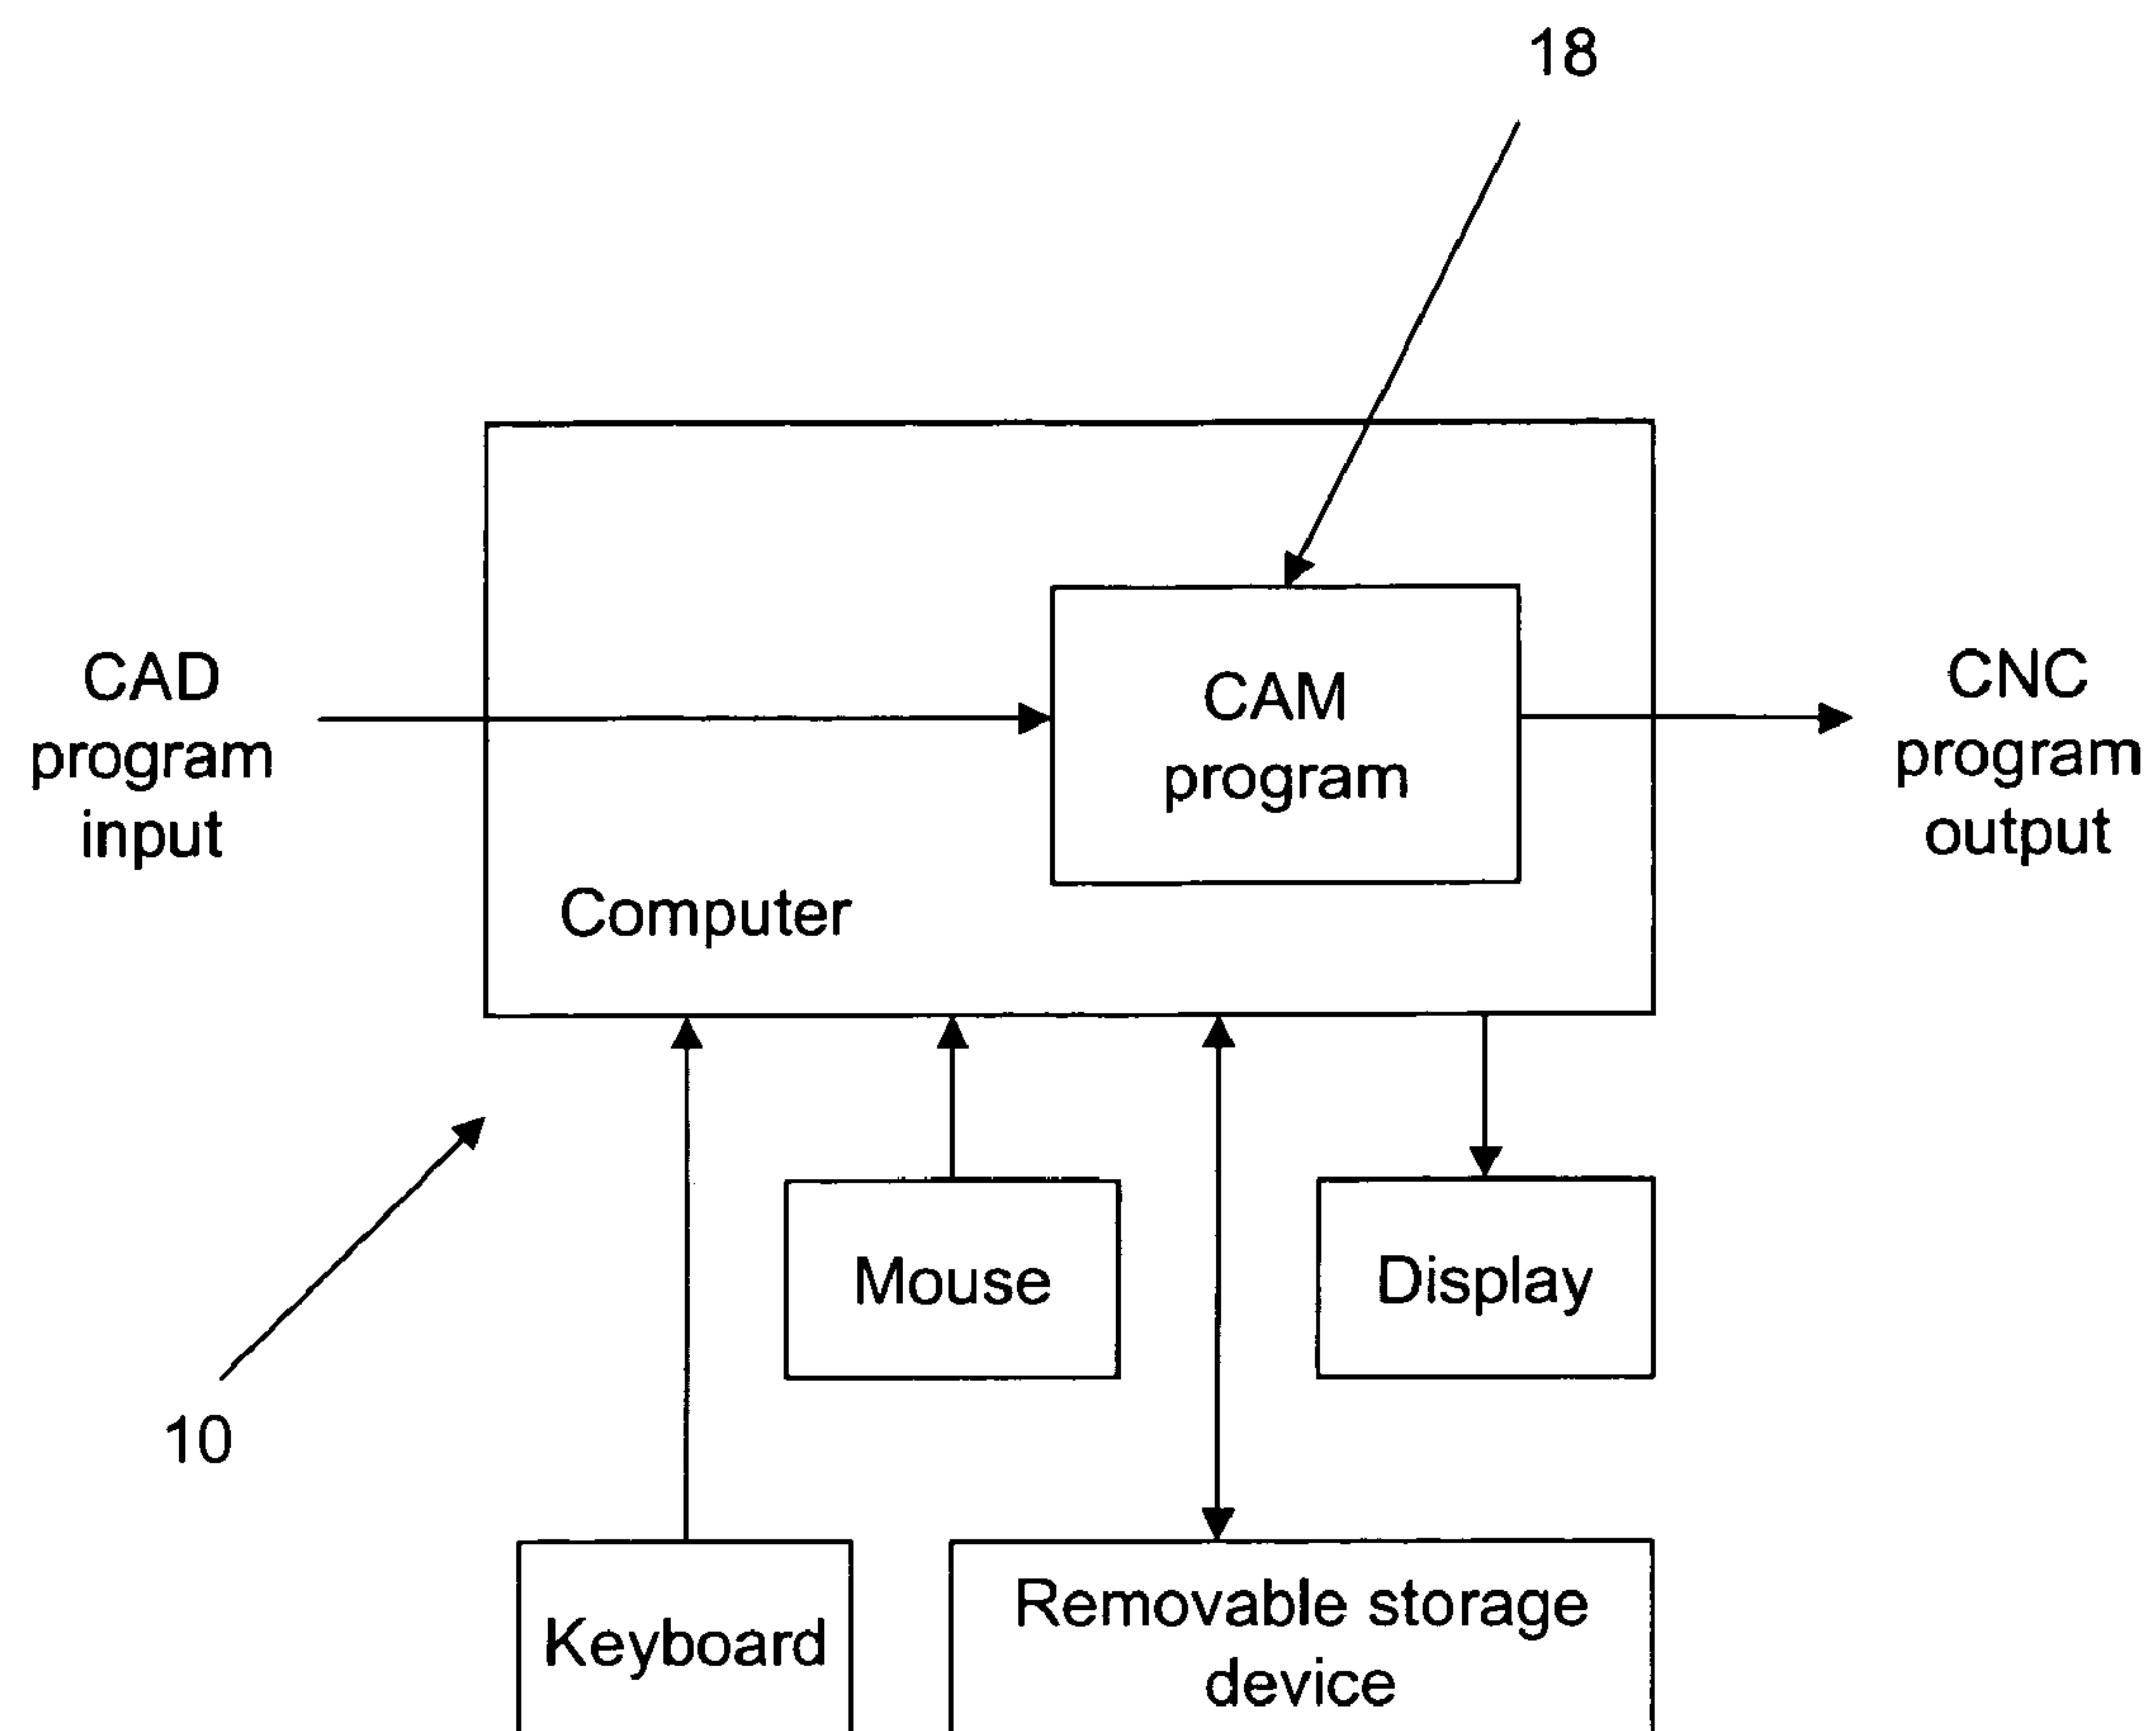 18
CAD
program
input
CAM
program
CNC
program
output
Computer
Mouse
Display
10
Keyboard
Removable storage
device